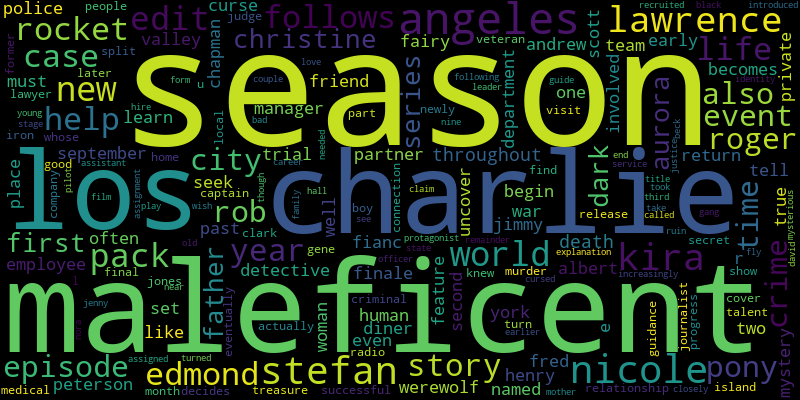 police people curse judge fairy veteran andrew scott recruited black introduced
former edit follows angeles lawrence
rocket valley christine team early life
case split chapman friend series department involved becomes private
must later love form couple following leader guide
lawyer new u manager one also
young season event
stage help learn hire bad part nine visit newly aurora roger
iron whose local needed beck identity
september home city trial partner throughout dark find end justice return tell
place good assistant career service
company pilot los charlie seek captain though hall connection claim uncover begin title took third mysterious
film assignment play wish rob family boy see war release take called gang true
past clark well jimmy secret ruin time david
first often year fianc death kira r fly
employee pack old gene state protagonist remainder world explanation show
final father detective officer finale knew murder albert increasingly crime
l jones near maleficent criminal feature cursed cover
set human second york journalist progress talent
jenny actually woman diner turn earlier guidance two
like eventually even e
hora radio
episode assigned turned edmond stefan story fred nicole pony mystery
medical peterson month decides treasure successful werewolf henry named relationship mother closely island